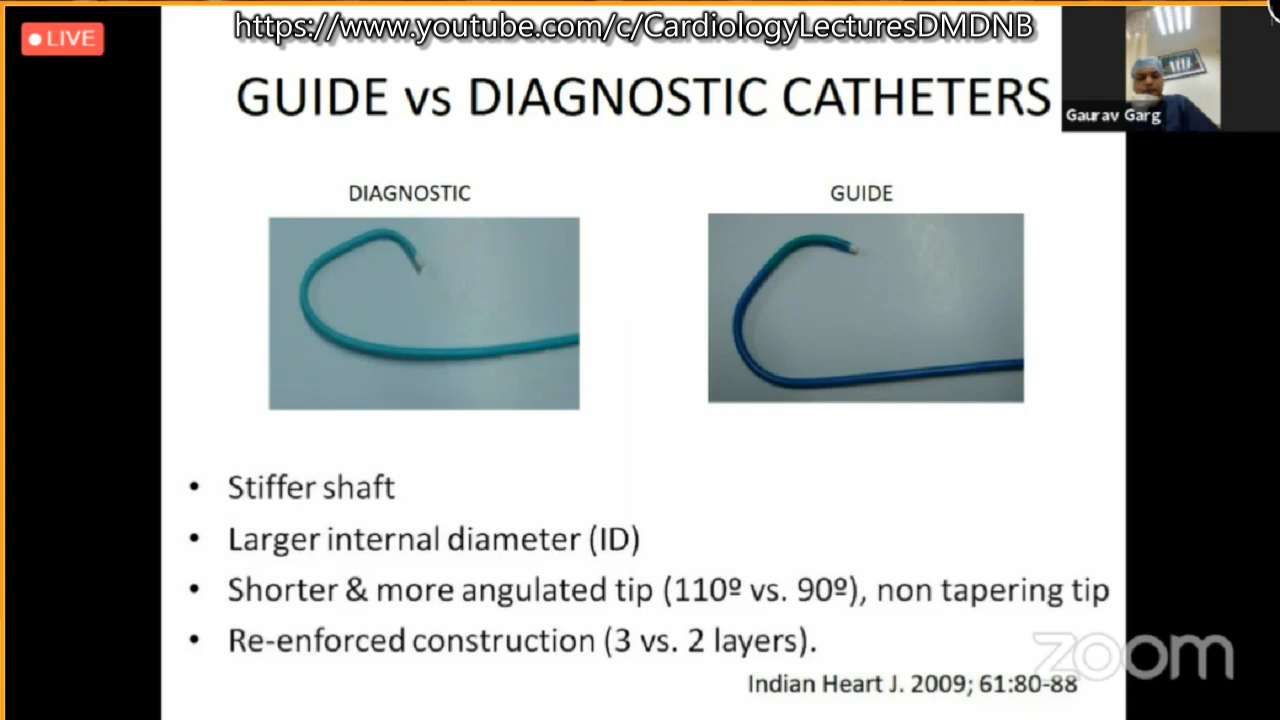 https://www.youtube.com/c/CardiologyLecturesDMDNB
LIVE
GUIDE vs DIAGNOSTIC CATHETERS
Gaurav Garg
DIAGNOSTIC
GUIDE
• Stiffer shaft
• Larger internal diameter (ID)
• Shorter & more angulated tip (110º vs. 90º), non tapering tip
• Re-enforced construction (3 vs. 2 layers).
zoom
Indian Heart J. 2009; 61:80-88